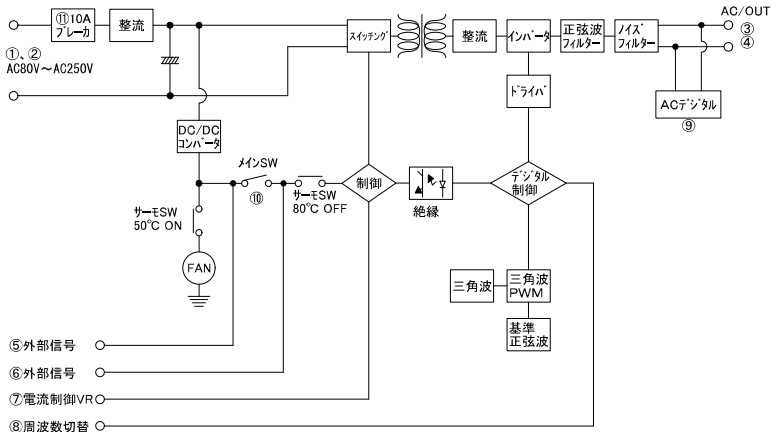 ⑪10A
ブレーカ
整流
①、②
AC80V～AC250V
スイッチング
整流
インバータ
正弦波
フィルター
ノイズ
フィルター
AC/OUT
③
④
ドライバ
ACデジタル
⑨
DC/DC
コンバータ
メインSW
⑩
サーモSW
80℃ OFF
制御
絶縁
デジタル
制御
サーモSW
50℃ ON
FAN
三角波
三角波
PWM
基準
正弦波
⑤外部信号
⑥外部信号
⑦電流制御VR
⑧周波数切替